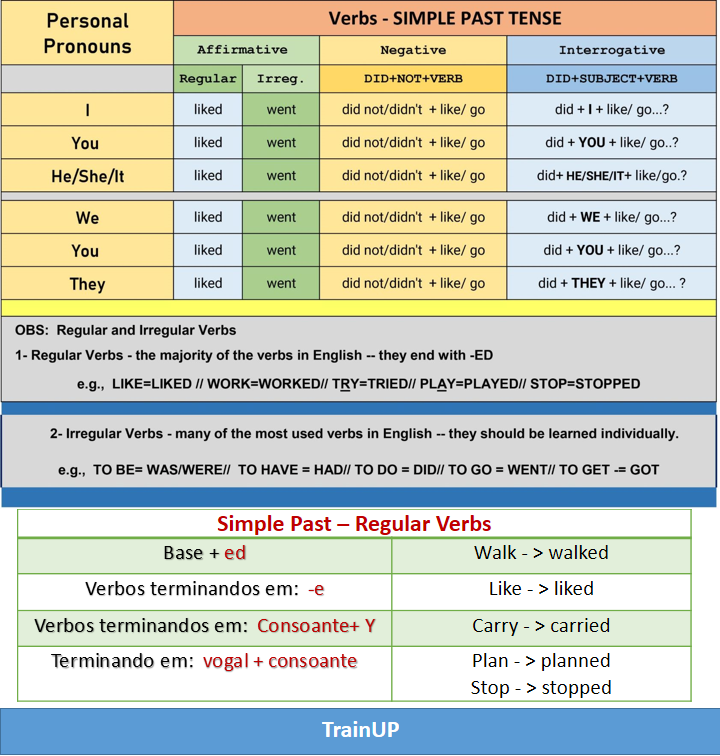 Personal Pronouns
Verbs - SIMPLE PAST TENSE
Affirmative Negative Interrogative
Regular Irreg. DID+NOT+VERB DID+SUBJECT+VERB
I liked went did not/didn't + like/ go did + I + like/ go...?
You liked went did not/didn't + like/ go did + YOU + like/ go..?
He/She/It liked went did not/didn't + like/ go did+ HE/SHE/IT+ like/go.?
We liked went did not/didn't + like/ go did + WE + like/ go...?
You liked went did not/didn't + like/ go did + YOU + like/ go...?
They liked went did not/didn't + like/ go did + THEY + like/ go... ?
OBS: Regular and Irregular Verbs
1- Regular Verbs - the majority of the verbs in English -- they end with -ED
e.g., LIKE=LIKED // WORK=WORKED// TRY=TRIED// PLAY=PLAYED// STOP=STOPPED
2- Irregular Verbs - many of the most used verbs in English -- they should be learned individually.
e.g., TO BE= WAS/WERE// TO HAVE = HAD// TO DO = DID// TO GO = WENT// TO GET -= GOT
Simple Past – Regular Verbs
Base + ed Walk - > walked
Verbos terminandos em: -e Like - > liked
Verbos terminandos em: Consoante+ Y Carry - > carried
Terminando em: vogal + consoante Plan - > planned
Stop - > stopped
TrainUP